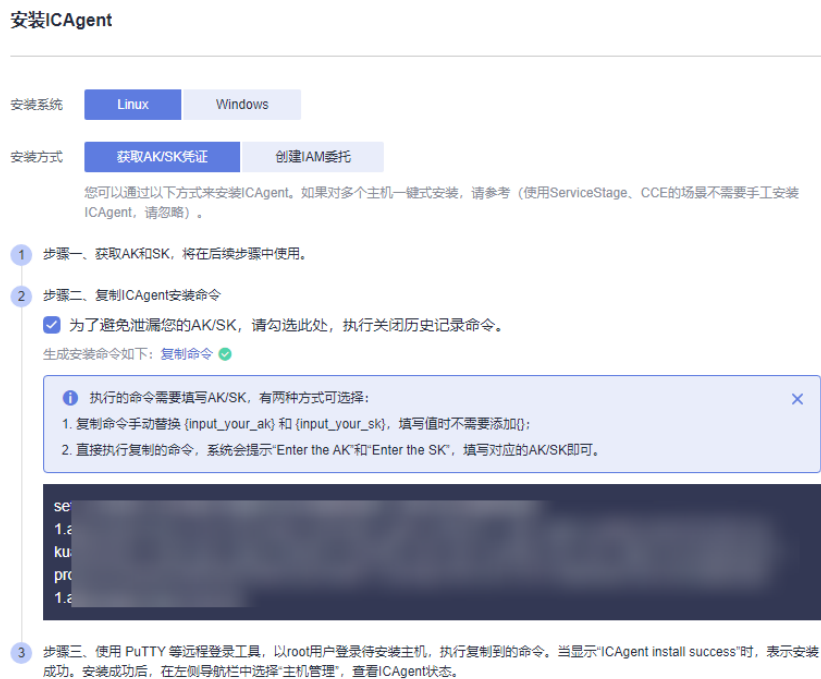 安装ICAgent
安装系统 Linux Windows
安装方式 获取AK/SK凭证 创建IAM委托
您可以通过以下方式来安装ICAgent。如果对多个主机一键式安装，请参考（使用ServiceStage、CCE的场景不需要手工安装
ICAgent，请忽略）。
1 步骤一、获取AK和SK，将在后续步骤中使用。
2 步骤二、复制ICAgent安装命令
为了避免泄漏您的AK/SK，请勾选此处，执行关闭历史记录命令。
生成安装命令如下：复制命令
执行的命令需要填写AK/SK，有两种方式可选择：
1. 复制命令手动替换 {input_your_ak} 和 {input_your_sk}，填写值时不需要添加{};
2. 直接执行复制的命令，系统会提示“Enter the AK”和“Enter the SK”，填写对应的AK/SK即可。
3 步骤三、使用 PuTTY 等远程登录工具，以root用户登录待安装主机，执行复制到的命令。当显示“ICAgent install success”时，表示安装
成功。安装成功后，在左侧导航栏中选择“主机管理”，查看ICAgent状态。